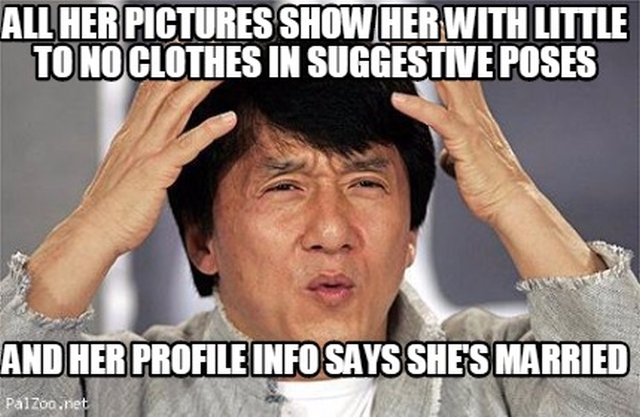 ALL HER PICTURES SHOW HER WITH LITTLE
TO NO CLOTHES IN SUGGESTIVE POSES
AND HER PROFILE INFO SAYS SHE'S MARRIED
PalZoo.net